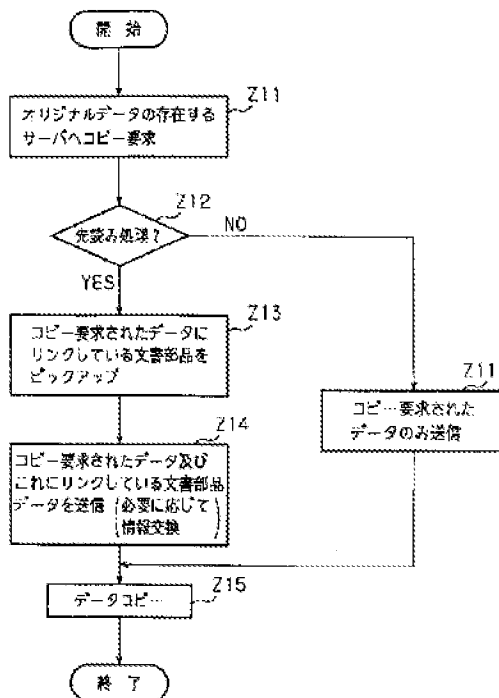 開 始
Z11
オリジナルデータの存在する
サーバへコピー要求
Z12
先読み処理?
NO
YES
Z13
コピー要求されたデータに
リンクしている文書部品を
ピックアップ
Z11
コピー要求された
データのみ送信
Z14
コピー要求されたデータ及び
これにリンクしている文書部品
データを送信(必要に応じて
情報交換)
Z15
データコピー
終 了